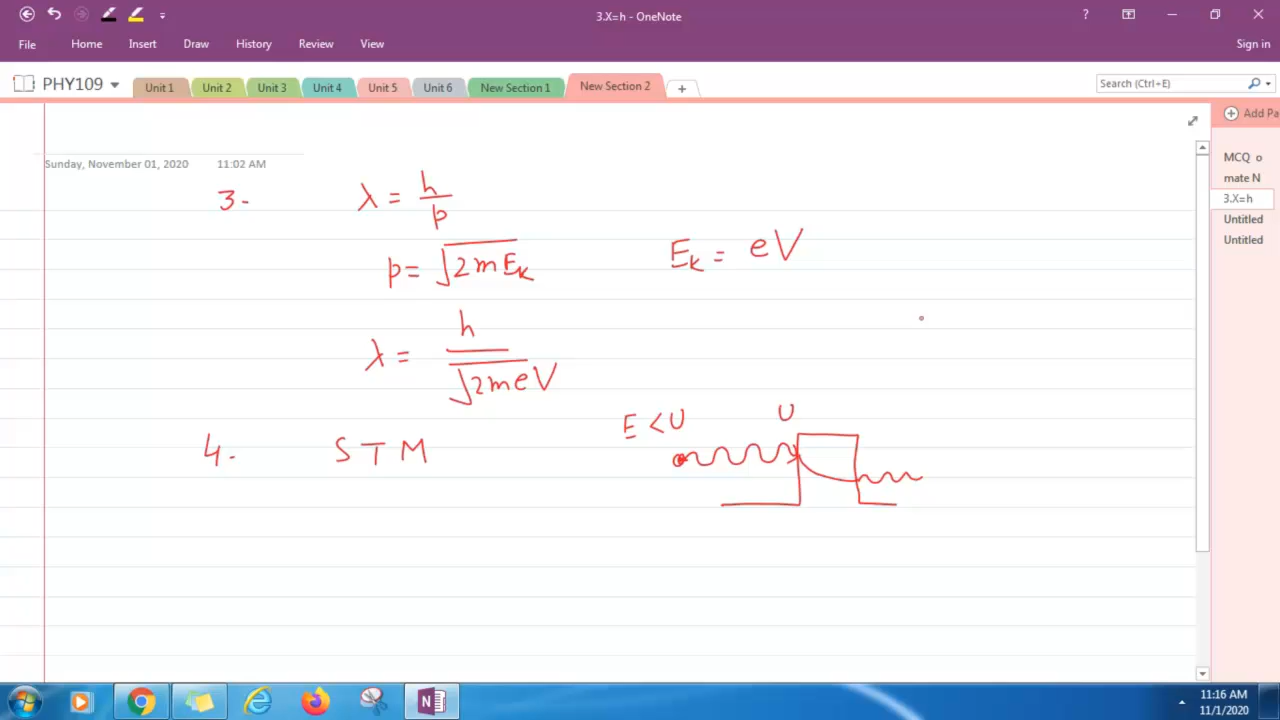 3.X=h - OneNote
?
File Home Insert Draw History Review View
Sign in
PHY109 Unit 1 Unit 2 Unit 3 Unit 4 Unit 5 Unit 6 New Section 1 New Section 2
Search (Ctrl+E)
Add Pa
MCQ o
mate N
3.X=h
Untitled
Untitled
Sunday, November 01, 2020 11:02 AM
3. λ = h/p
p = √2mEk Ek = eV
λ = h/√2meV
E < U U
4. STM
11:16 AM
11/1/2020